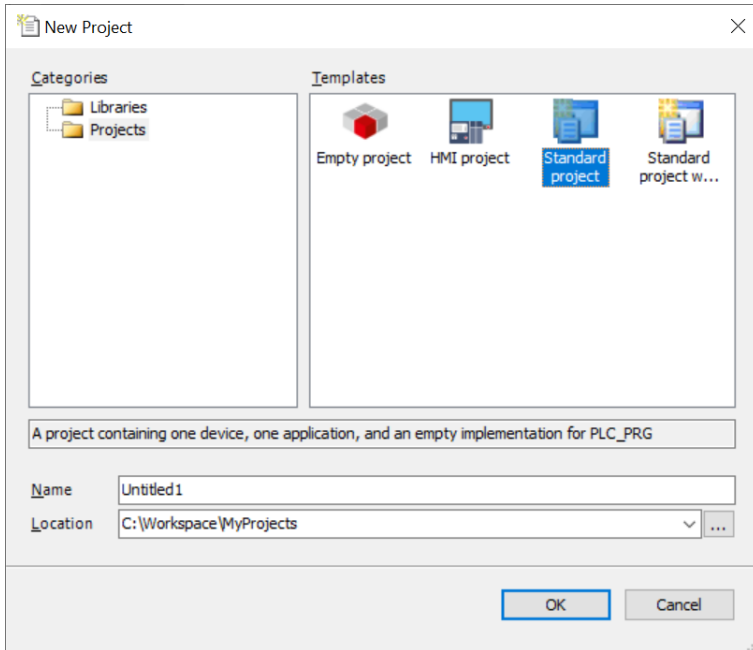 New Project
Categories
Templates
Libraries
Projects
Empty project
HMI project
Standard
project
Standard
project w...
A project containing one device, one application, and an empty implementation for PLC_PRG
Name
Untitled1
Location
C:\Workspace\MyProjects
...
OK
Cancel